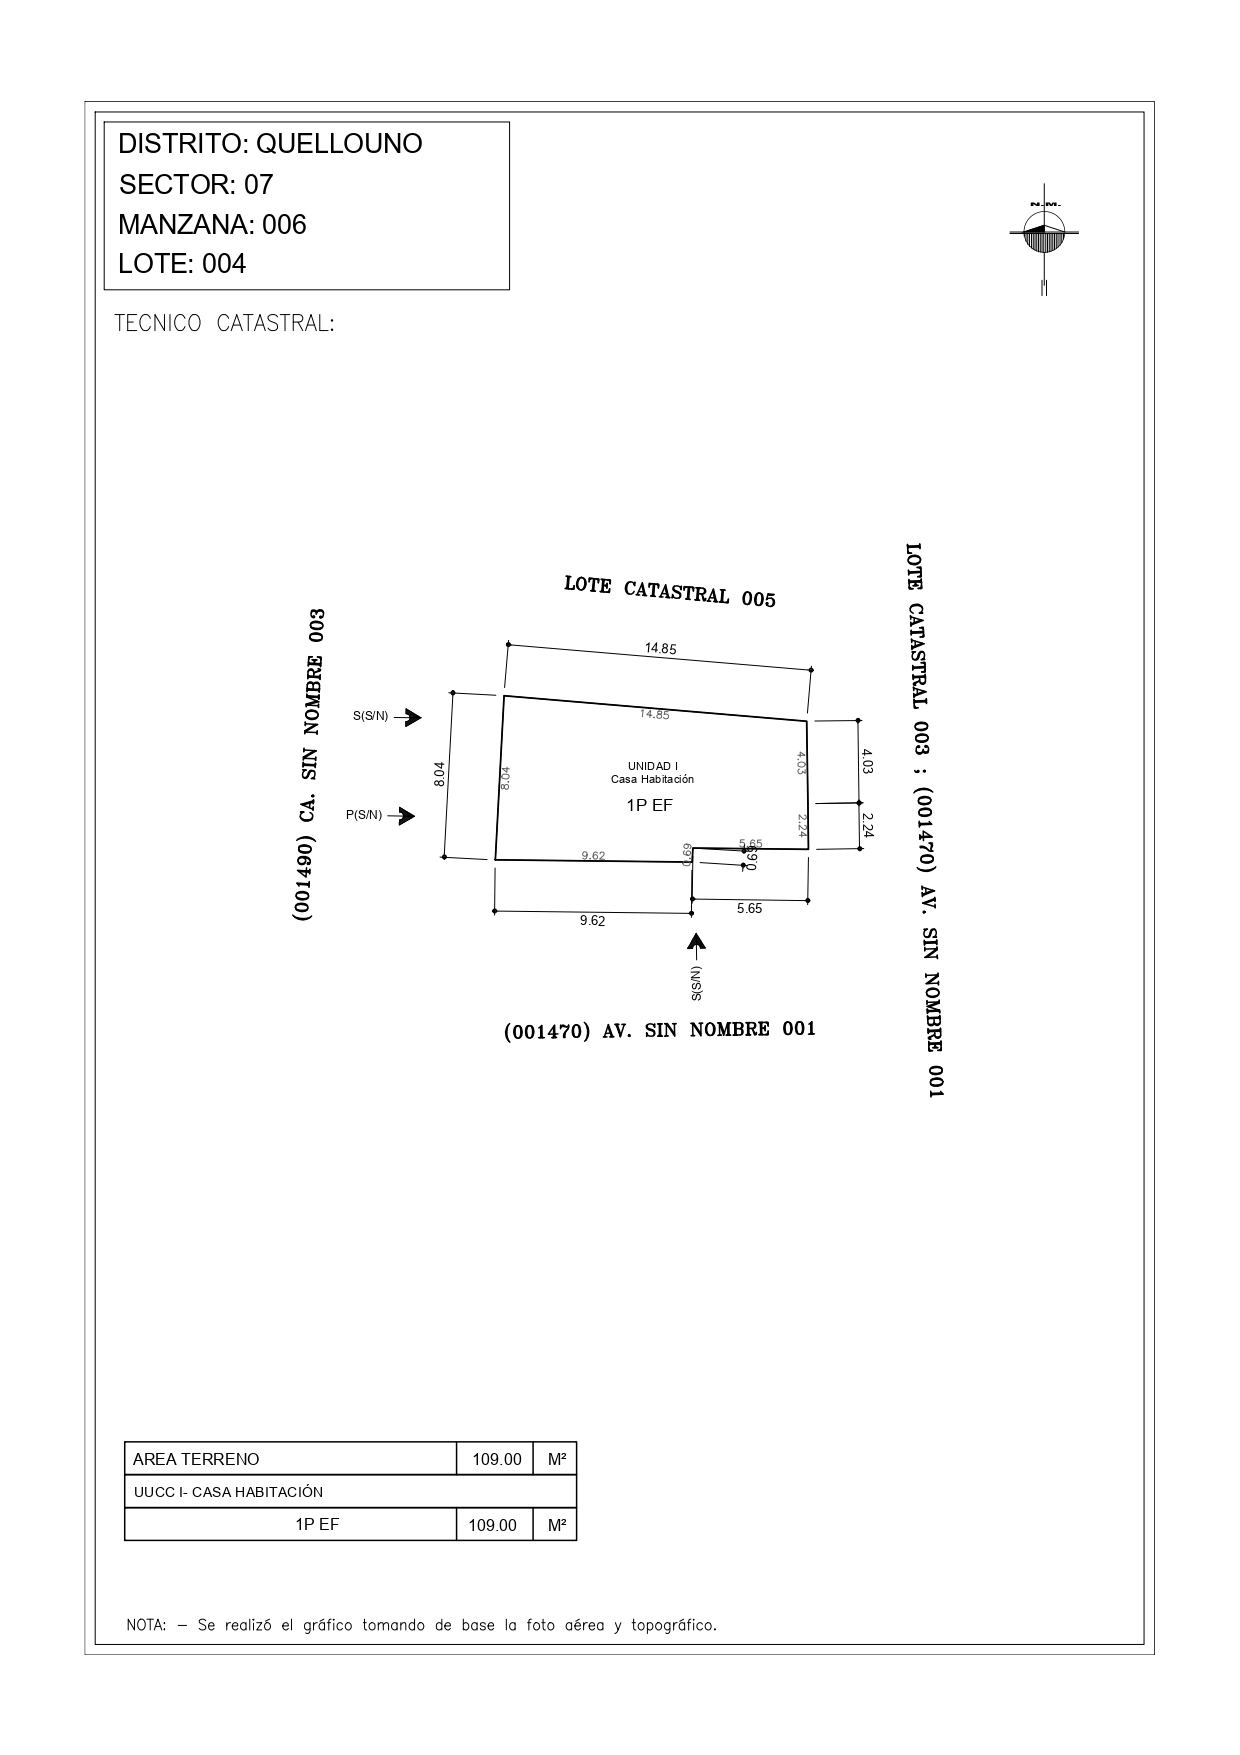 DISTRITO: QUELLOUNO
SECTOR: 07
MANZANA: 006
LOTE: 004
N.M.
TECNICO CATASTRAL:
LOTE CATASTRAL 005
LOTE CATASTRAL 003 ; (001470) AV. SIN NOMBRE 001
(001490) CA. SIN NOMBRE 003
14.85
14.85
S(S/N)
P(S/N)
8.04
8.04
UNIDAD I
Casa Habitación
1P EF
4.03
4.03
2.24
2.24
5.65
0.69
0.69
9.62
9.62
5.65
S(S/N)
(001470) AV. SIN NOMBRE 001
AREA TERRENO 109.00 M²
UUCC I- CASA HABITACIÓN
1P EF 109.00 M²
NOTA: – Se realizó el gráfico tomando de base la foto aérea y topográfico.